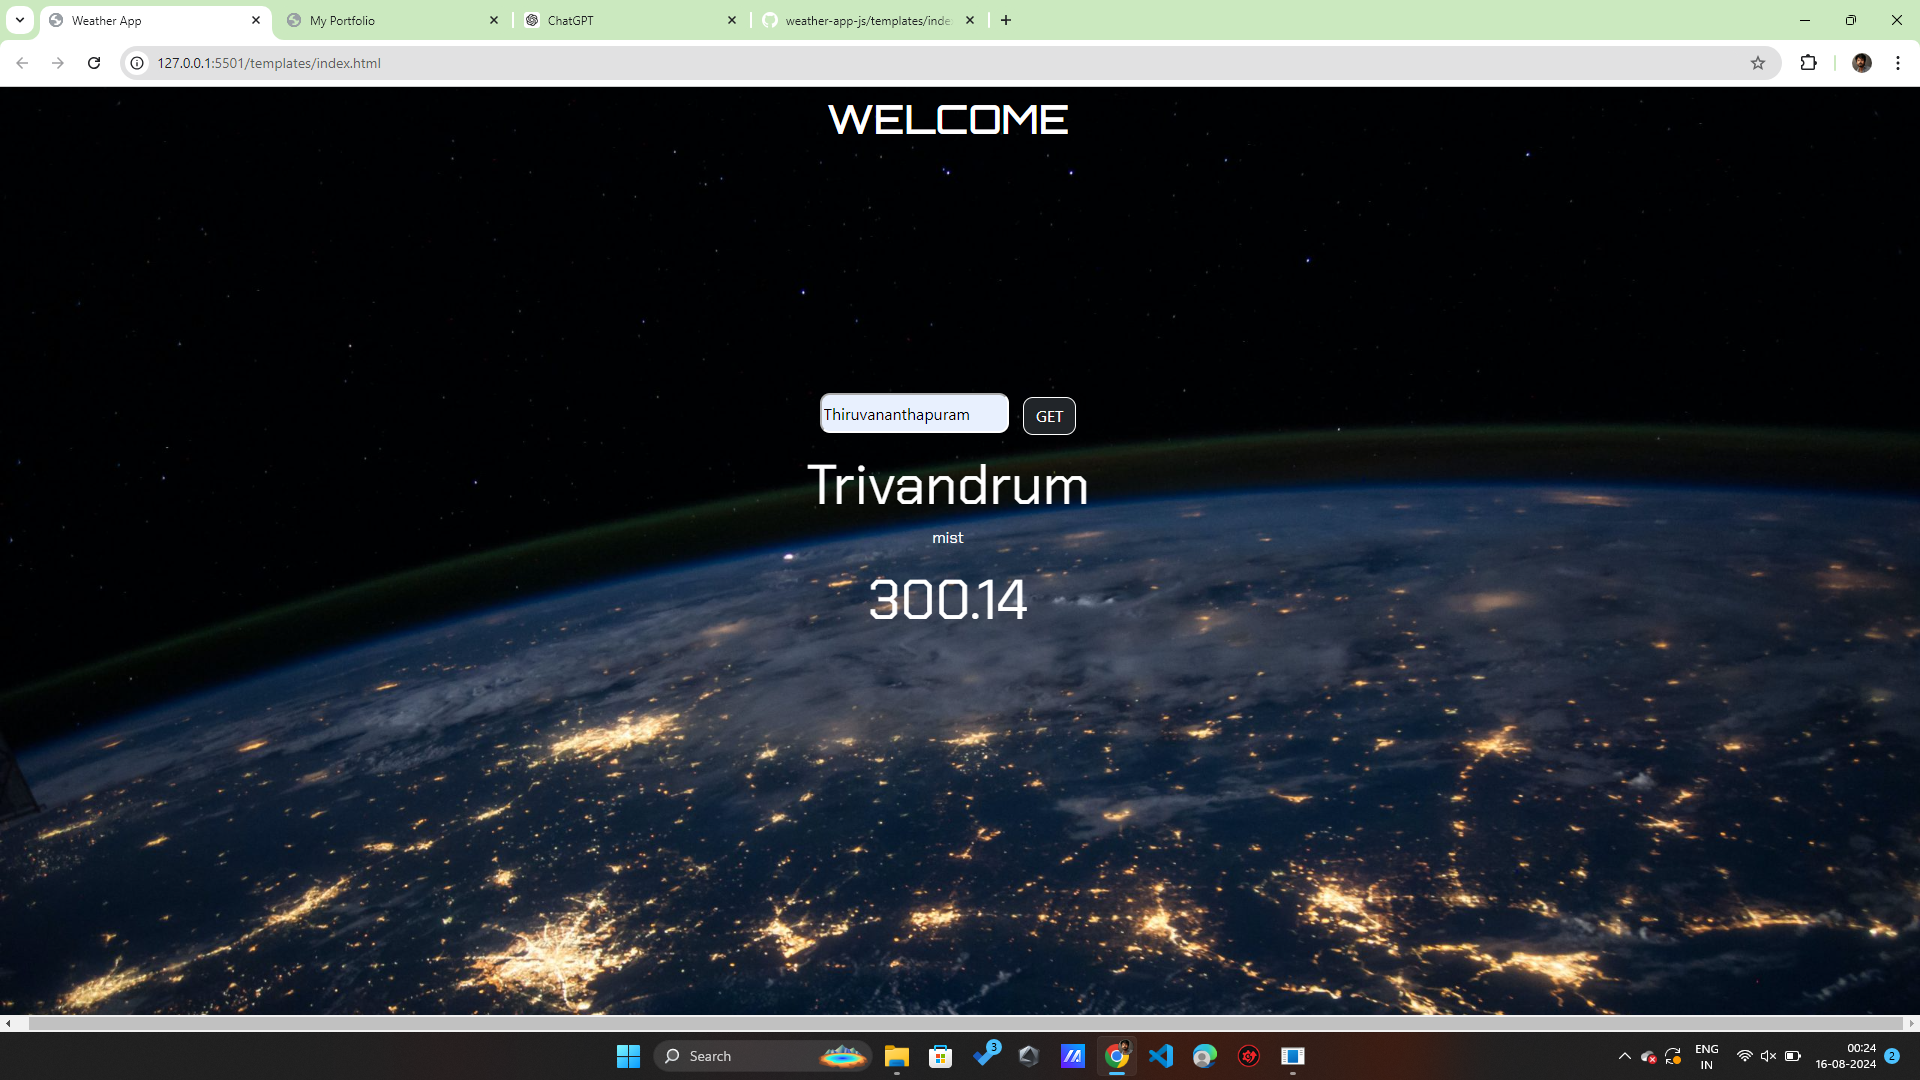 Weather App
My Portfolio
ChatGPT
weather-app-js/templates/inde
127.0.0.1:5501/templates/index.html
WELCOME
Thiruvananthapuram
GET
Trivandrum
mist
300.14
Search
3
ENG
IN
00:24
16-08-2024
2